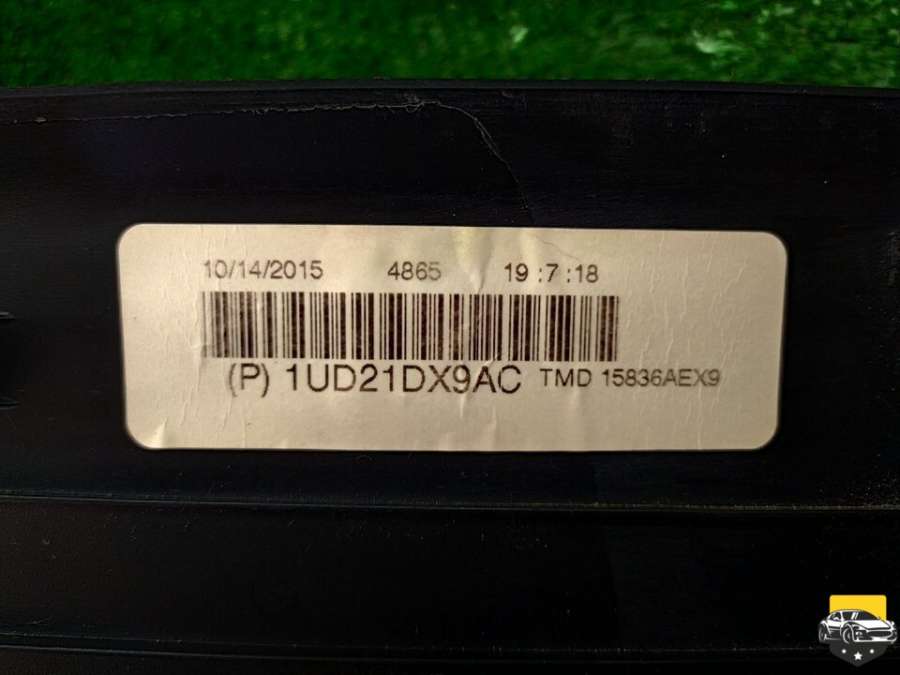 10/14/2015 4865 19 :7 :18
(P) 1UD21DX9AC TMD 15836AEX9